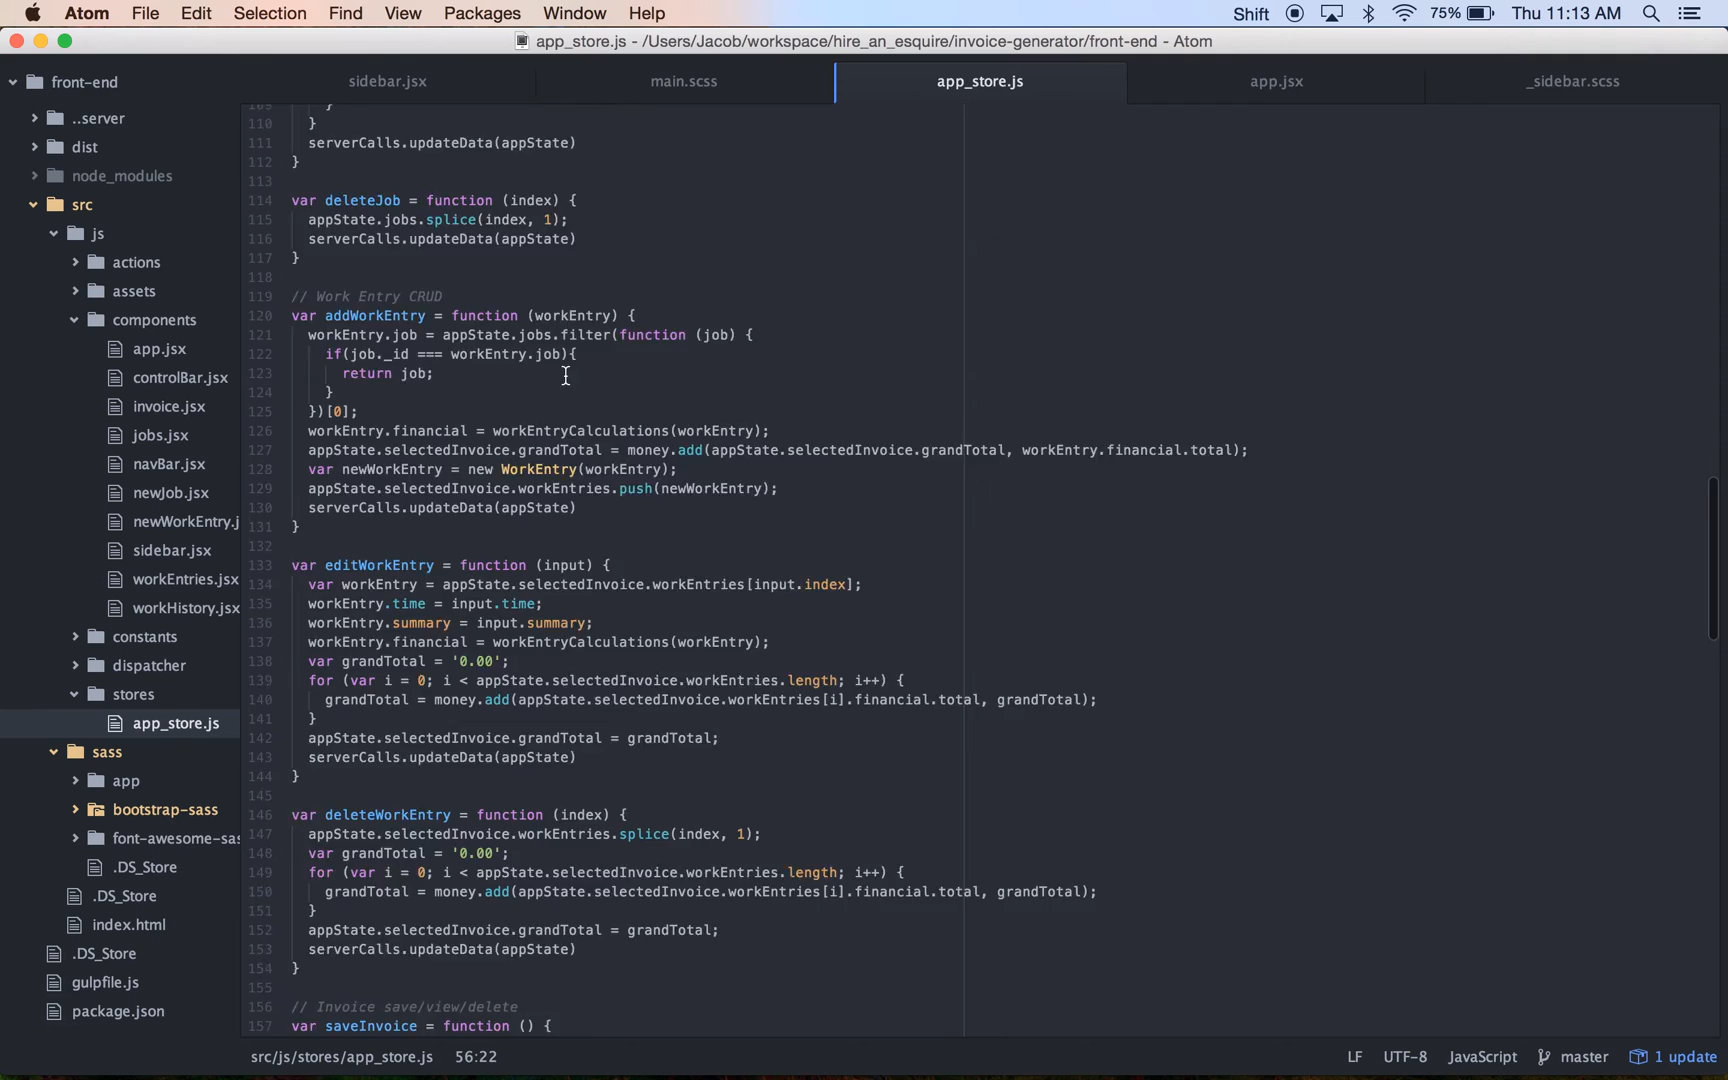 Atom File Edit Selection Find View Packages Window Help Shift 75% Thu 11:13 AM
app_store.js - /Users/Jacob/workspace/hire_an_esquire/invoice-generator/front-end - Atom
front-end
..server
dist
node_modules
src
js
actions
assets
components
app.jsx
controlBar.jsx
invoice.jsx
jobs.jsx
navBar.jsx
newJob.jsx
newWorkEntry.j
sidebar.jsx
workEntries.jsx
workHistory.jsx
constants
dispatcher
stores
app_store.js
sass
app
bootstrap-sass
font-awesome-sas
.DS_Store
.DS_Store
index.html
.DS_Store
gulpfile.js
package.json
sidebar.jsx main.scss app_store.js app.jsx _sidebar.scss
109 }
110 }
111 serverCalls.updateData(appState)
112 }
113
114 var deleteJob = function (index) {
115 appState.jobs.splice(index, 1);
116 serverCalls.updateData(appState)
117 }
118
119 // Work Entry CRUD
120 var addWorkEntry = function (workEntry) {
121 workEntry.job = appState.jobs.filter(function (job) {
122 if(job._id === workEntry.job){
123 return job;
124 }
125 })[0];
126 workEntry.financial = workEntryCalculations(workEntry);
127 appState.selectedInvoice.grandTotal = money.add(appState.selectedInvoice.grandTotal, workEntry.financial.total);
128 var newWorkEntry = new WorkEntry(workEntry);
129 appState.selectedInvoice.workEntries.push(newWorkEntry);
130 serverCalls.updateData(appState)
131 }
132
133 var editWorkEntry = function (input) {
134 var workEntry = appState.selectedInvoice.workEntries[input.index];
135 workEntry.time = input.time;
136 workEntry.summary = input.summary;
137 workEntry.financial = workEntryCalculations(workEntry);
138 var grandTotal = '0.00';
139 for (var i = 0; i < appState.selectedInvoice.workEntries.length; i++) {
140 grandTotal = money.add(appState.selectedInvoice.workEntries[i].financial.total, grandTotal);
141 }
142 appState.selectedInvoice.grandTotal = grandTotal;
143 serverCalls.updateData(appState)
144 }
145
146 var deleteWorkEntry = function (index) {
147 appState.selectedInvoice.workEntries.splice(index, 1);
148 var grandTotal = '0.00';
149 for (var i = 0; i < appState.selectedInvoice.workEntries.length; i++) {
150 grandTotal = money.add(appState.selectedInvoice.workEntries[i].financial.total, grandTotal);
151 }
152 appState.selectedInvoice.grandTotal = grandTotal;
153 serverCalls.updateData(appState)
154 }
155
156 // Invoice save/view/delete
157 var saveInvoice = function () {
src/js/stores/app_store.js 56:22 LF UTF-8 JavaScript master 1 update